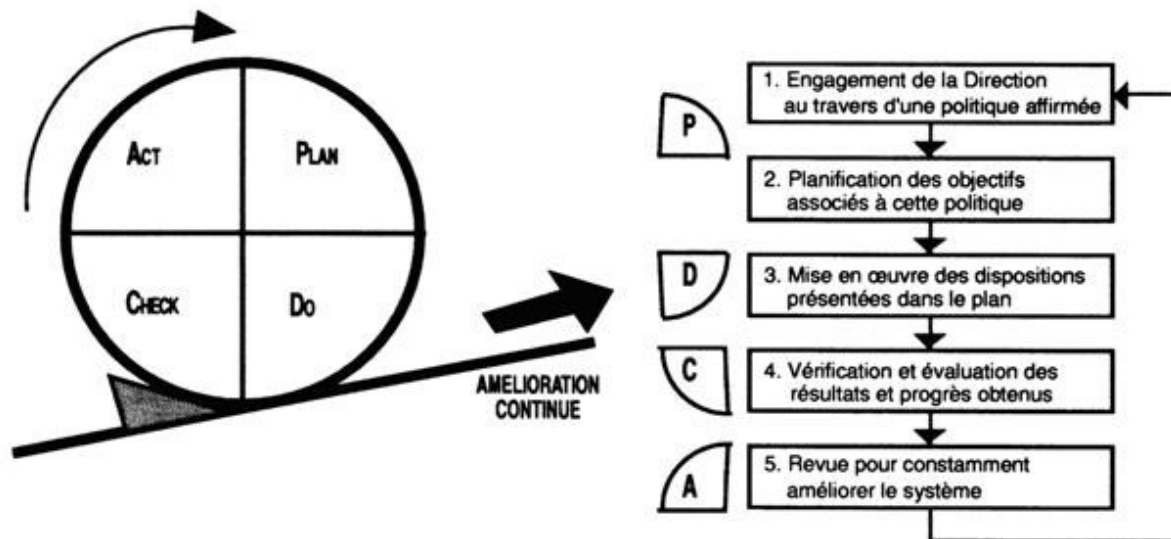 ACT
PLAN
CHECK
DO
AMELIORATION
CONTINUE
P
1. Engagement de la Direction
au travers d'une politique affirmée
2. Planification des objectifs
associés à cette politique
D
3. Mise en œuvre des dispositions
présentées dans le plan
C
4. Vérification et évaluation des
résultats et progrès obtenus
A
5. Revue pour constamment
améliorer le système